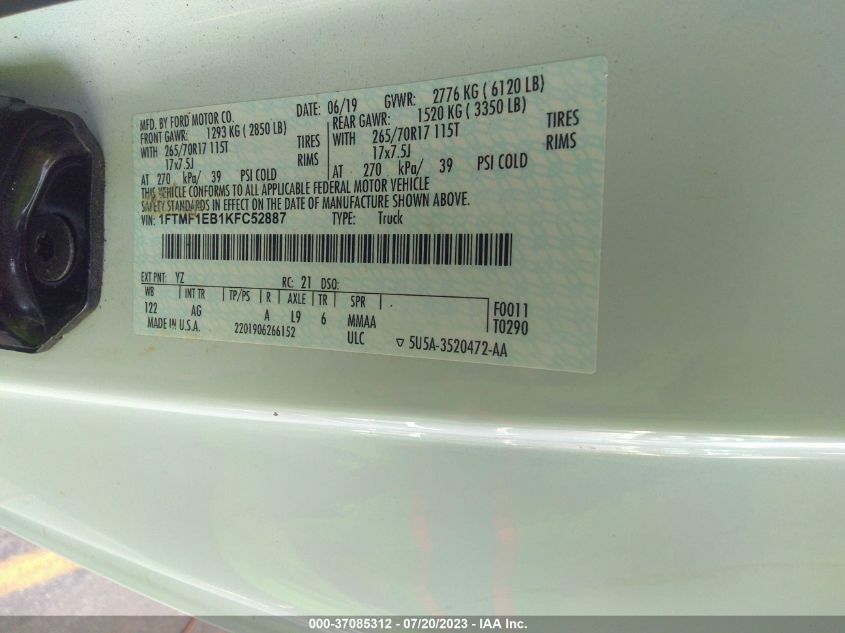 MFD. BY FORD MOTOR CO. DATE: 06/19 GVWR: 2776 KG ( 6120 LB)
FRONT GAWR: 1293 KG ( 2850 LB) REAR GAWR: 1520 KG ( 3350 LB)
WITH 265/70R17 115T TIRES WITH 265/70R17 115T TIRES
17x7.5J RIMS 17x7.5J RIMS
AT 270 kPa/ 39 PSI COLD AT 270 kPa/ 39 PSI COLD
THIS VEHICLE CONFORMS TO ALL APPLICABLE FEDERAL MOTOR VEHICLE
SAFETY STANDARDS IN EFFECT ON THE DATE OF MANUFACTURE SHOWN ABOVE.
VIN: 1FTMF1EB1KFC52887 TYPE: Truck
EXT PNT: YZ RC: 21 DSO:
WB INT TR TP/PS R AXLE TR SPR F0011
122 AG A L9 6 MMAA T0290
MADE IN U.S.A. 2201906266152 ULC ▽ 5U5A-3520472-AA
000-37085312 - 07/20/2023 - IAA Inc.